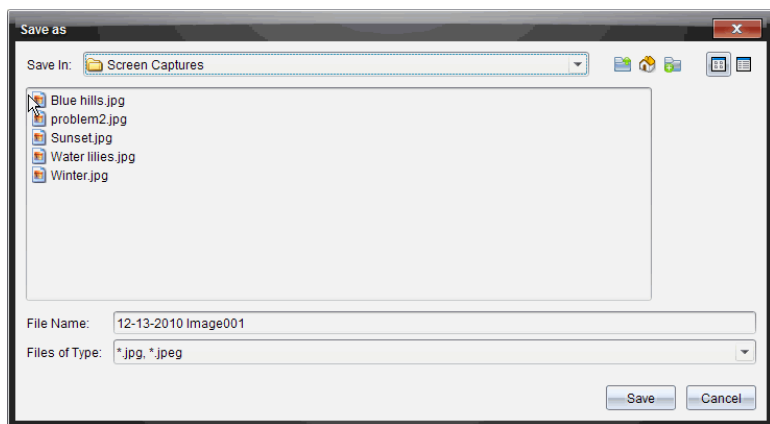 Save as
Save In: Screen Captures
Blue hills.jpg
problem2.jpg
Sunset.jpg
Water lilies.jpg
Winter.jpg
File Name: 12-13-2010 Image001
Files of Type: *.jpg, *.jpeg
Save Cancel